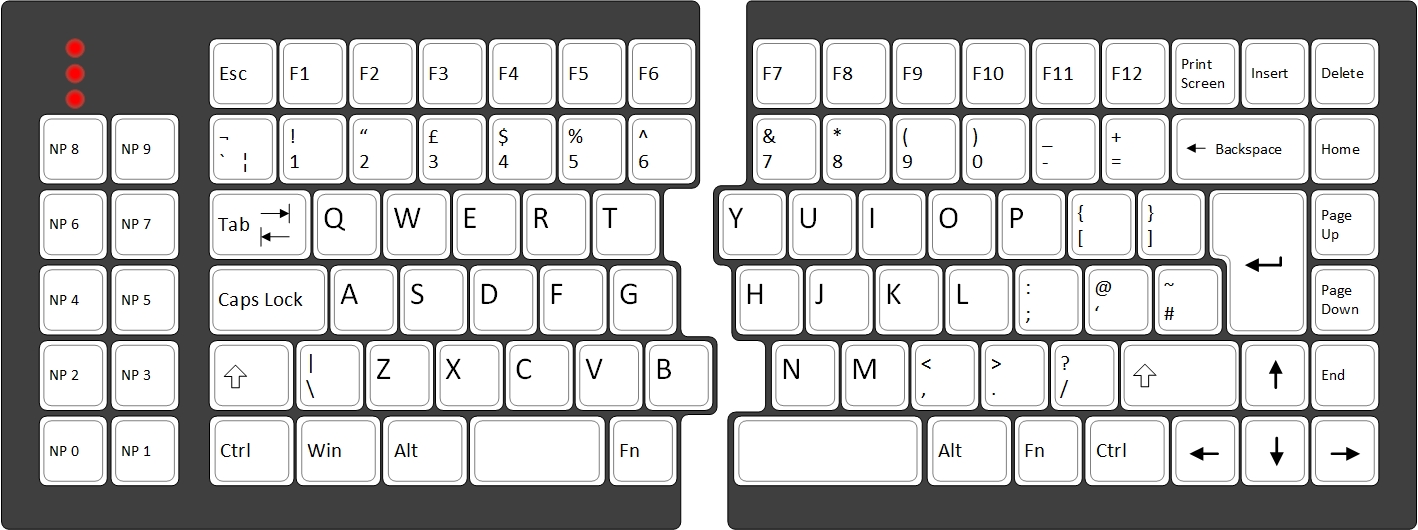 Esc F1 F2 F3 F4 F5 F6 F7 F8 F9 F10 F11 F12 Print Screen Insert Delete
NP 8 NP 9 ¬ ` ¦ ! 1 “ 2 £ 3 $ 4 % 5 ^ 6 & 7 * 8 ( 9 ) 0 _ - + = ← Backspace Home
NP 6 NP 7 Tab Q W E R T Y U I O P { [ } ] Page Up
NP 4 NP 5 Caps Lock A S D F G H J K L : ; @ ‘ ~ # Page Down
NP 2 NP 3 | \ Z X C V B N M < , > . ? / End
NP 0 NP 1 Ctrl Win Alt Fn Alt Fn Ctrl